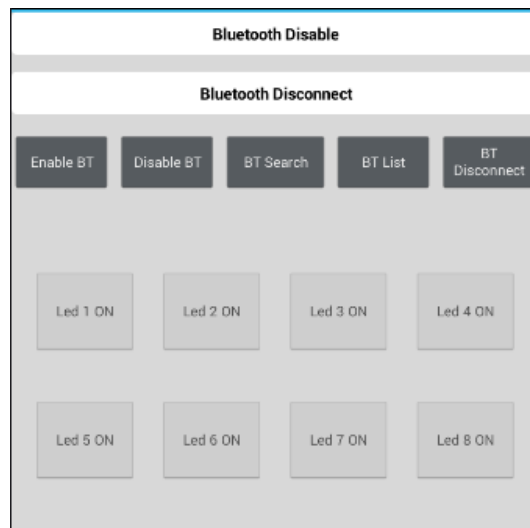 Bluetooth Disable
Bluetooth Disconnect
Enable BT
Disable BT
BT Search
BT List
BT
Disconnect
Led 1 ON
Led 2 ON
Led 3 ON
Led 4 ON
Led 5 ON
Led 6 ON
Led 7 ON
Led 8 ON